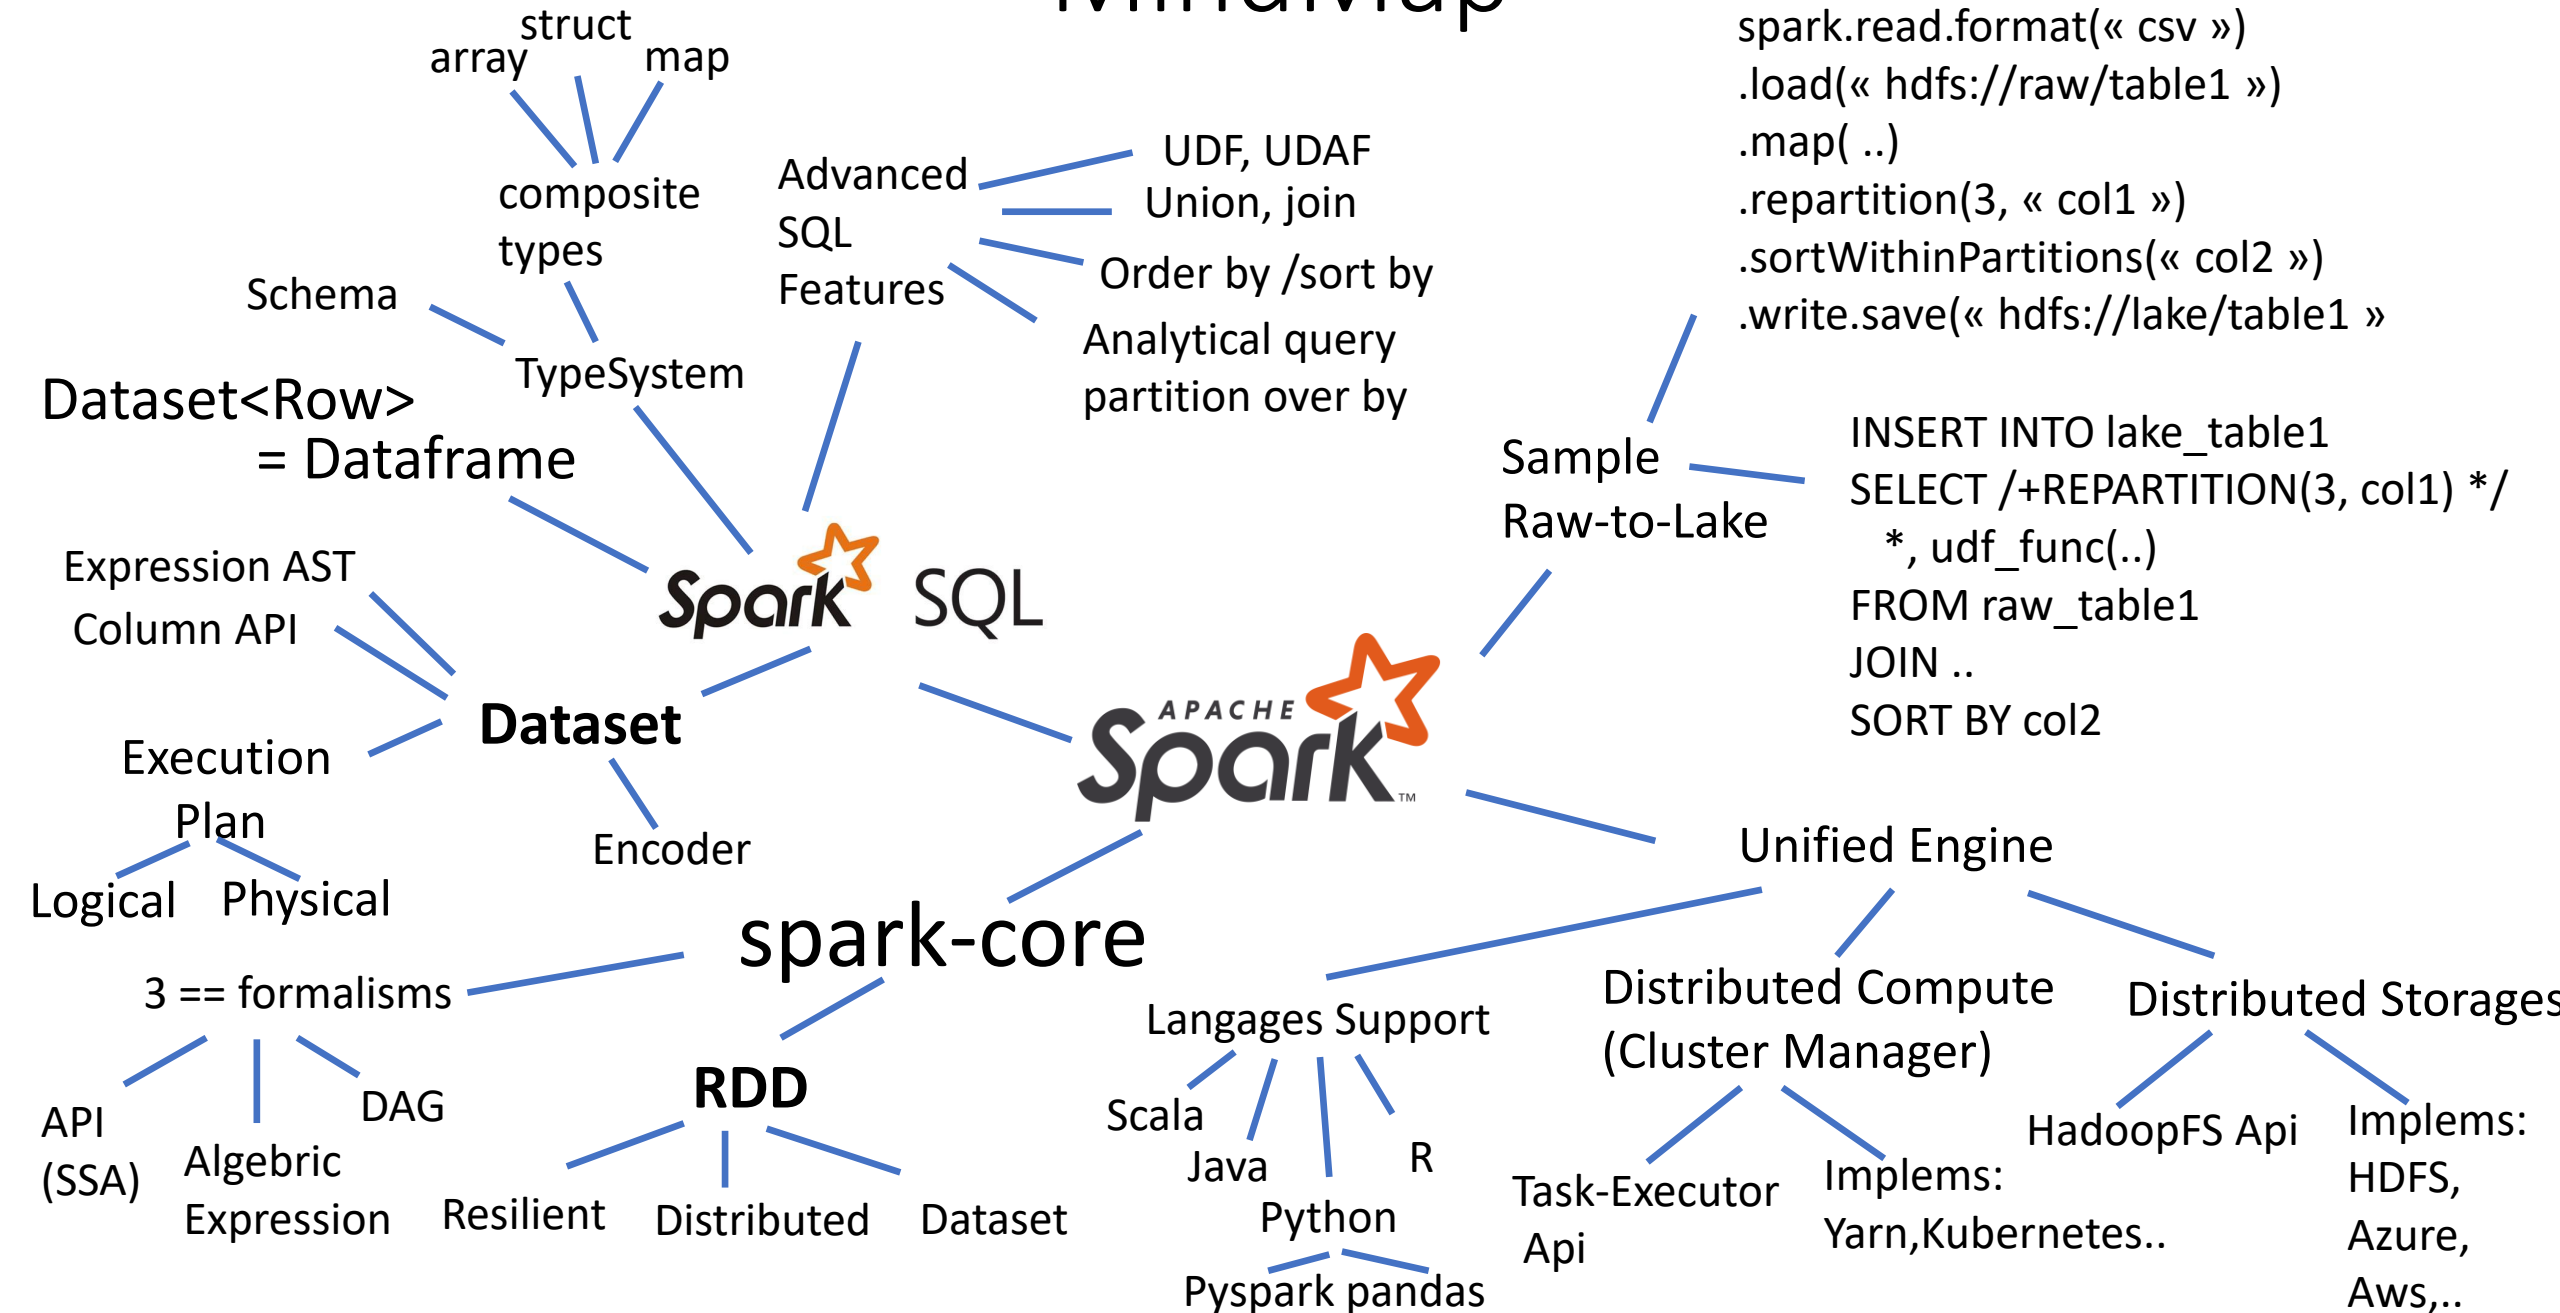 MindMap
struct
array
map
composite
types
Schema
TypeSystem
Dataset<Row>
= Dataframe
Advanced
SQL
Features
UDF, UDAF
Union, join
Order by /sort by
Analytical query
partition over by
spark.read.format(« csv »)
.load(« hdfs://raw/table1 »)
.map( ..)
.repartition(3, « col1 »)
.sortWithinPartitions(« col2 »)
.write.save(« hdfs://lake/table1 »
Sample
Raw-to-Lake
INSERT INTO lake_table1
SELECT /+REPARTITION(3, col1) */
*, udf_func(..)
FROM raw_table1
JOIN ..
SORT BY col2
Spark SQL
Expression AST
Column API
Dataset
Execution
Plan
Logical
Physical
Encoder
APACHE
Spark™
spark-core
3 == formalisms
API
(SSA)
Algebric
Expression
DAG
RDD
Resilient
Distributed
Dataset
Unified Engine
Langages Support
Scala
Java
Python
R
Pyspark pandas
Distributed Compute
(Cluster Manager)
Task-Executor
Api
Implems:
Yarn,Kubernetes..
Distributed Storages
HadoopFS Api
Implems:
HDFS,
Azure,
Aws,..